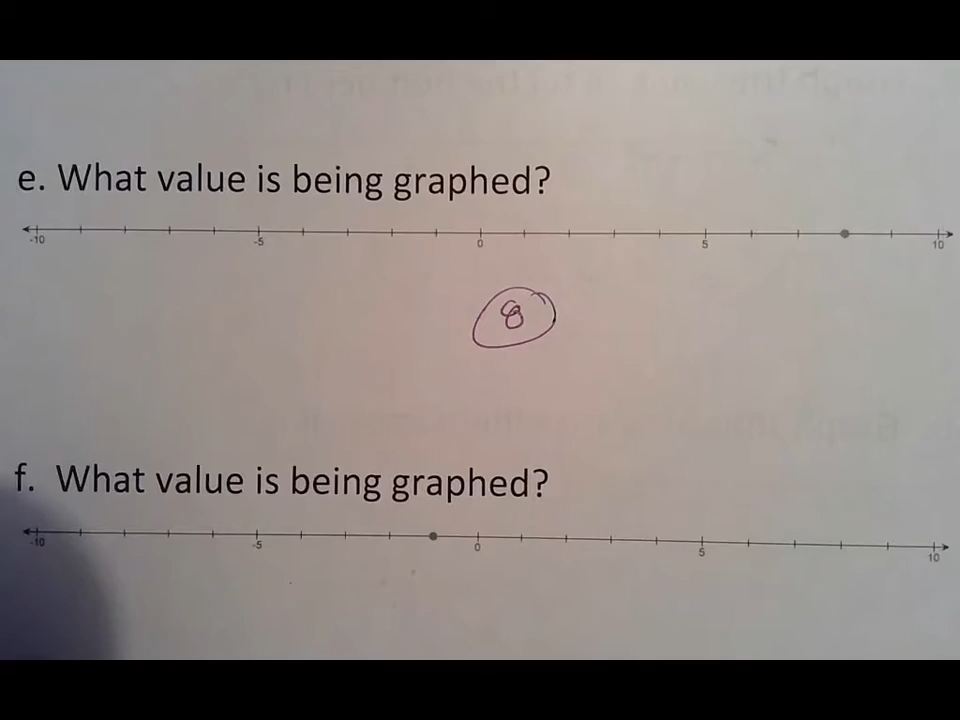 e. What value is being graphed?
-10 -5 0 5 10
8
f. What value is being graphed?
-10 -5 0 5 10